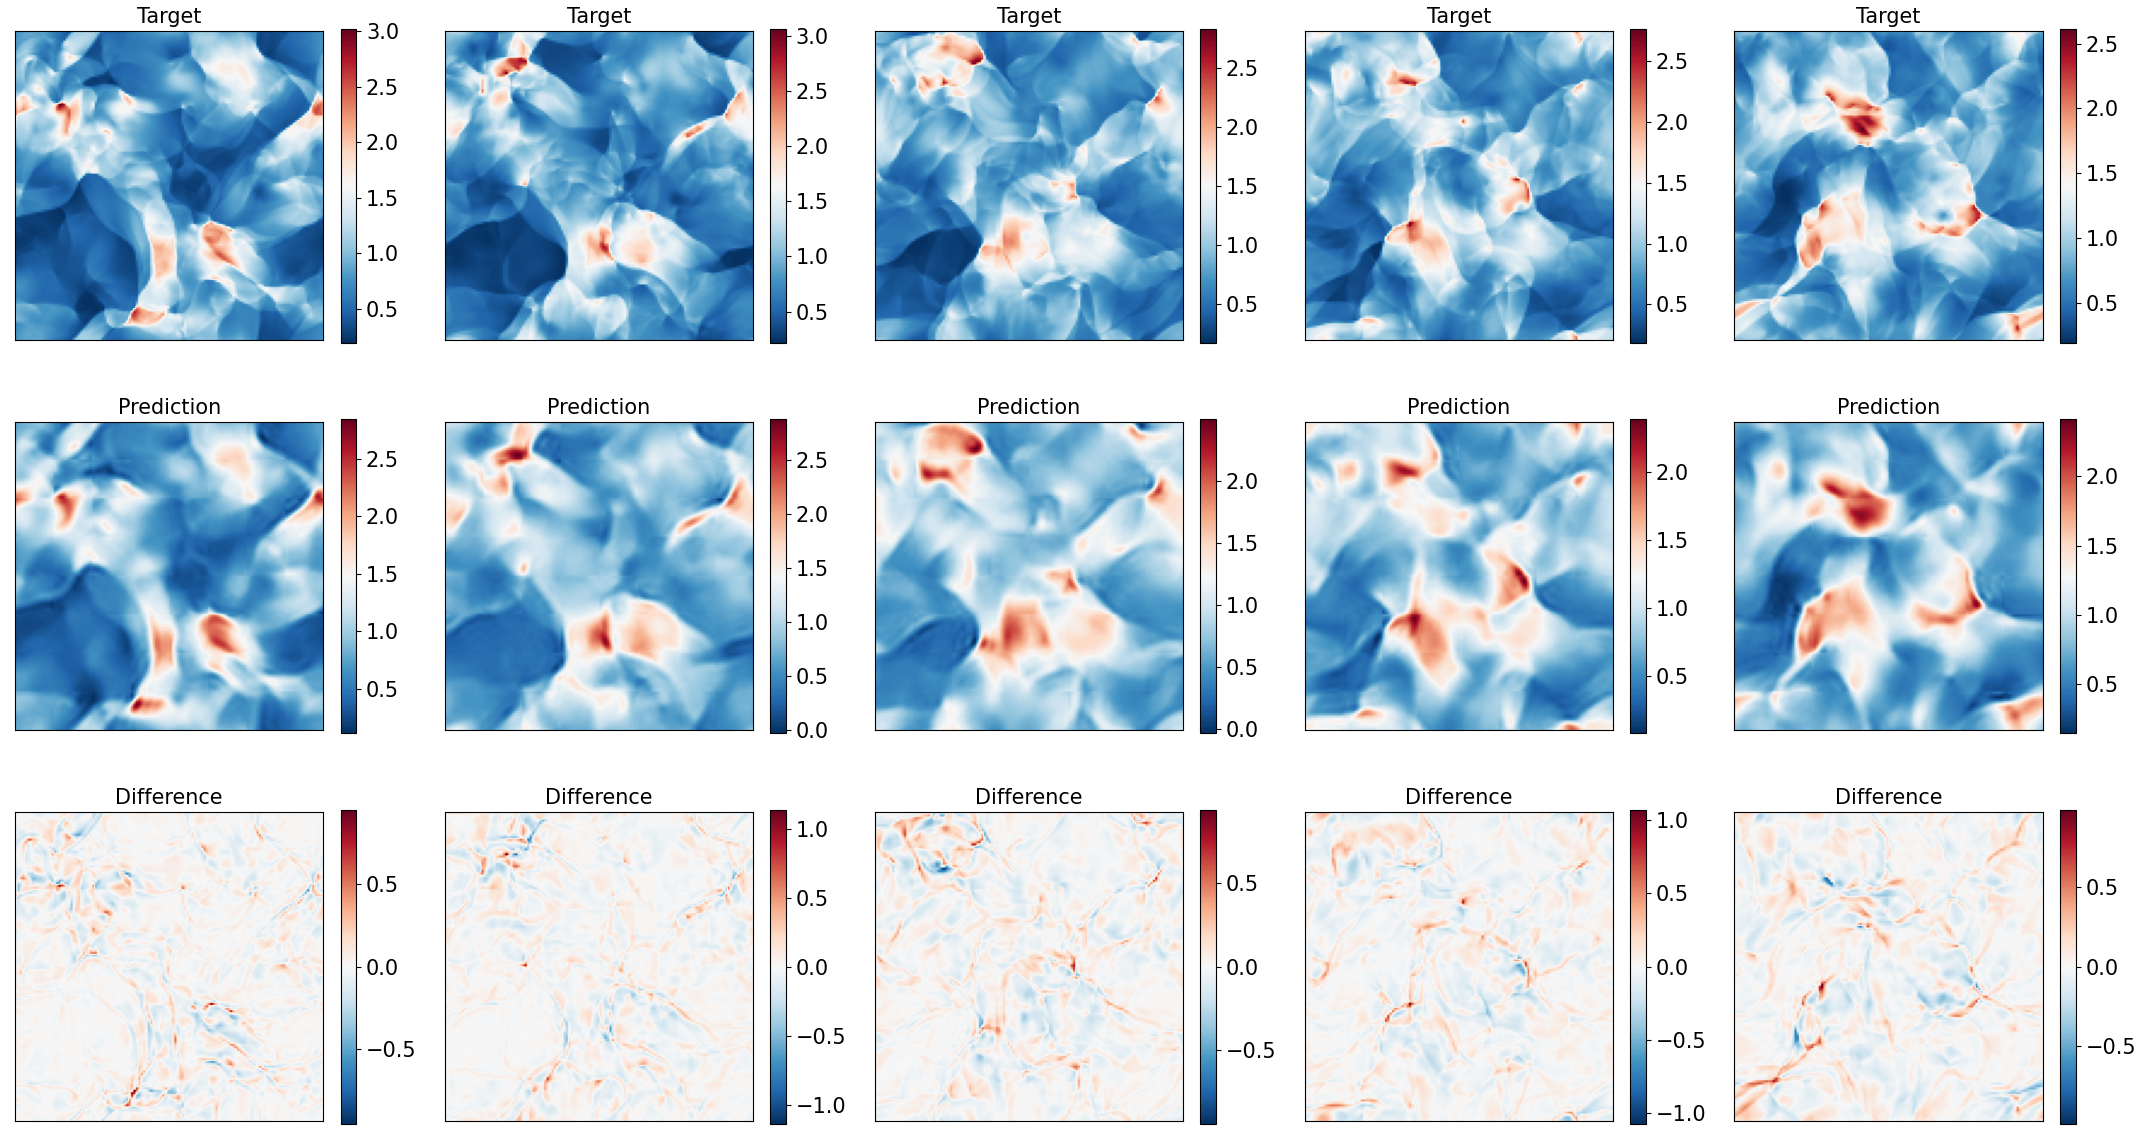 Target Target Target Target Target
3.0 3.0 2.5 2.5 2.5
2.5 2.5 2.0 2.0 2.0
2.0 2.0 1.5 1.5 1.5
1.5 1.5 1.0 1.0 1.0
1.0 1.0 0.5 0.5 0.5
0.5 0.5
Prediction Prediction Prediction Prediction Prediction
2.5 2.5 2.0 2.0 2.0
2.0 2.0 1.5 1.5 1.5
1.5 1.5 1.0 1.0 1.0
1.0 1.0 0.5 0.5 0.5
0.5 0.5 0.0
0.0
Difference Difference Difference Difference Difference
0.5 1.0 0.5 1.0 0.5
0.0 0.5 0.0 0.5 0.0
−0.5 0.0 −0.5 0.0 −0.5
−0.5 −0.5
−1.0 −1.0